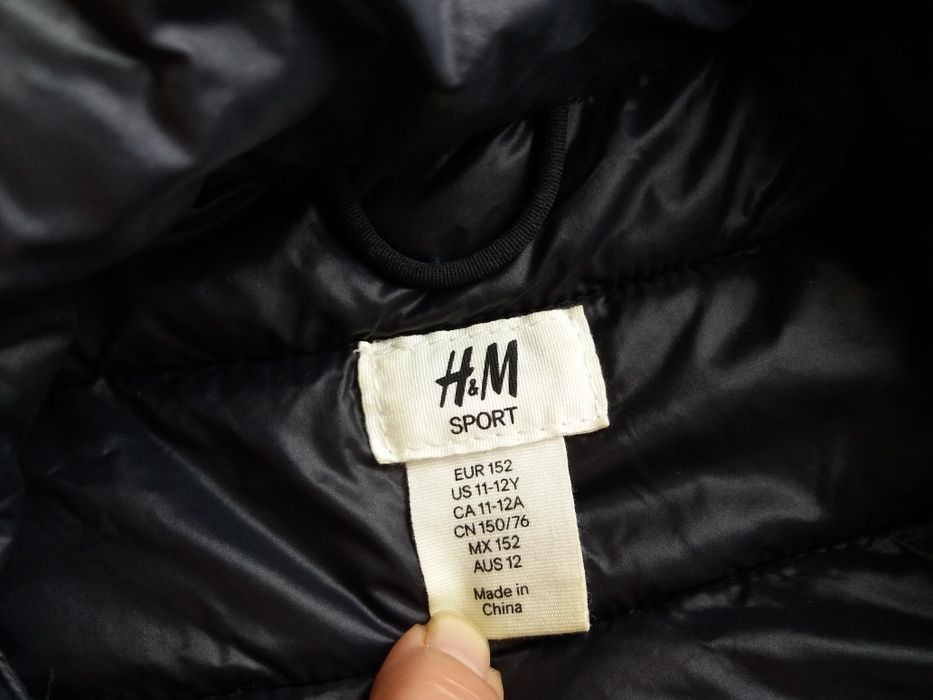 H&M
SPORT
EUR 152
US 11-12Y
CA 11-12A
CN 150/76
MX 152
AUS 12
Made in
China